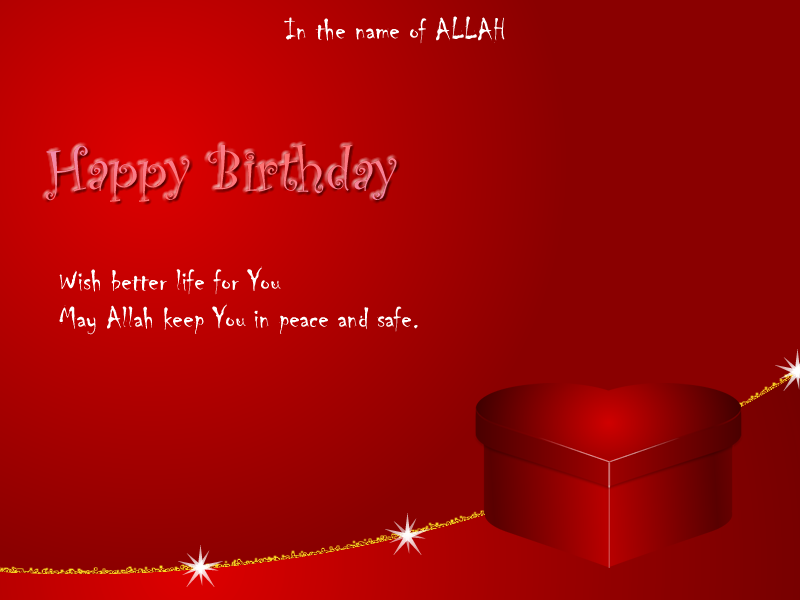 In the name of ALLAH
Happy Birthday
Wish better life for You
May Allah keep You in peace and safe.